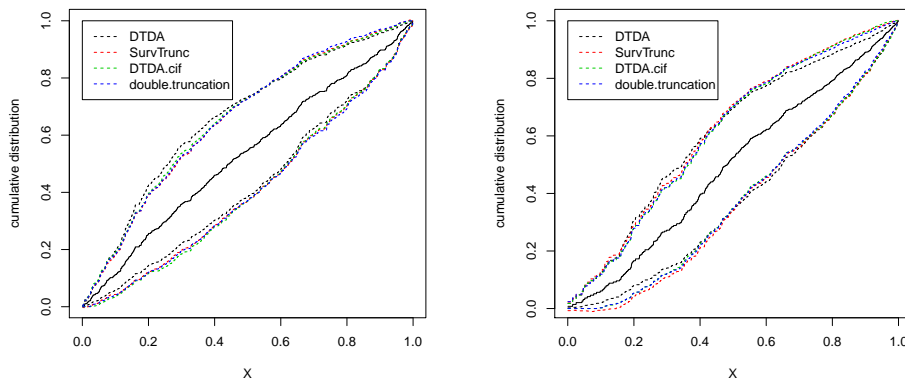 cumulative distribution
0.0 0.2 0.4 0.6 0.8 1.0
DTDA
SurvTrunc
DTDA.cif
double.truncation
0.0 0.2 0.4 0.6 0.8 1.0
X
cumulative distribution
0.0 0.2 0.4 0.6 0.8 1.0
DTDA
SurvTrunc
DTDA.cif
double.truncation
0.0 0.2 0.4 0.6 0.8 1.0
X